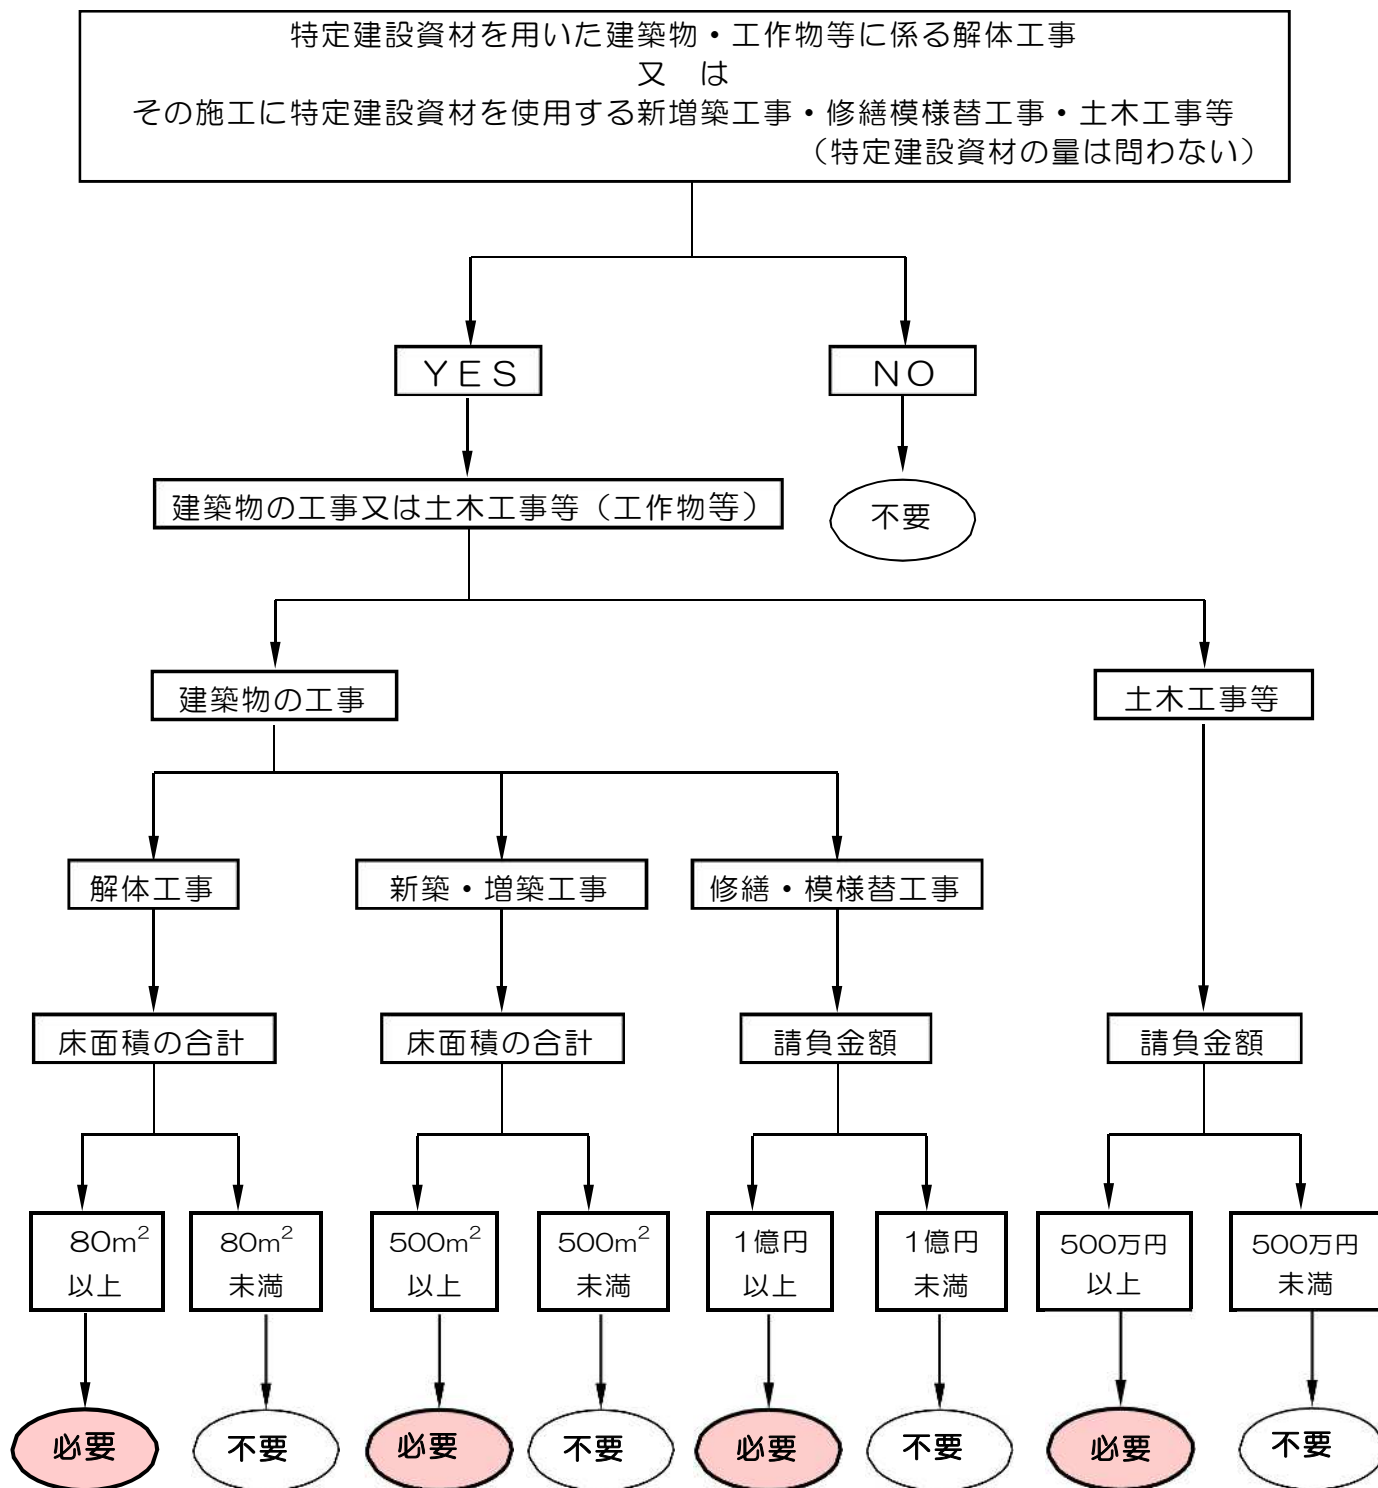 特定建設資材を用いた建築物・工作物等に係る解体工事
又　は
その施工に特定建設資材を使用する新増築工事・修繕模様替工事・土木工事等
（特定建設資材の量は問わない）
ＹＥＳ
ＮＯ
建築物の工事又は土木工事等（工作物等）
不要
建築物の工事
土木工事等
解体工事
新築・増築工事
修繕・模様替工事
床面積の合計
床面積の合計
請負金額
請負金額
80m²
以上
80m²
未満
500m²
以上
500m²
未満
1億円
以上
1億円
未満
500万円
以上
500万円
未満
必要
不要
必要
不要
必要
不要
必要
不要